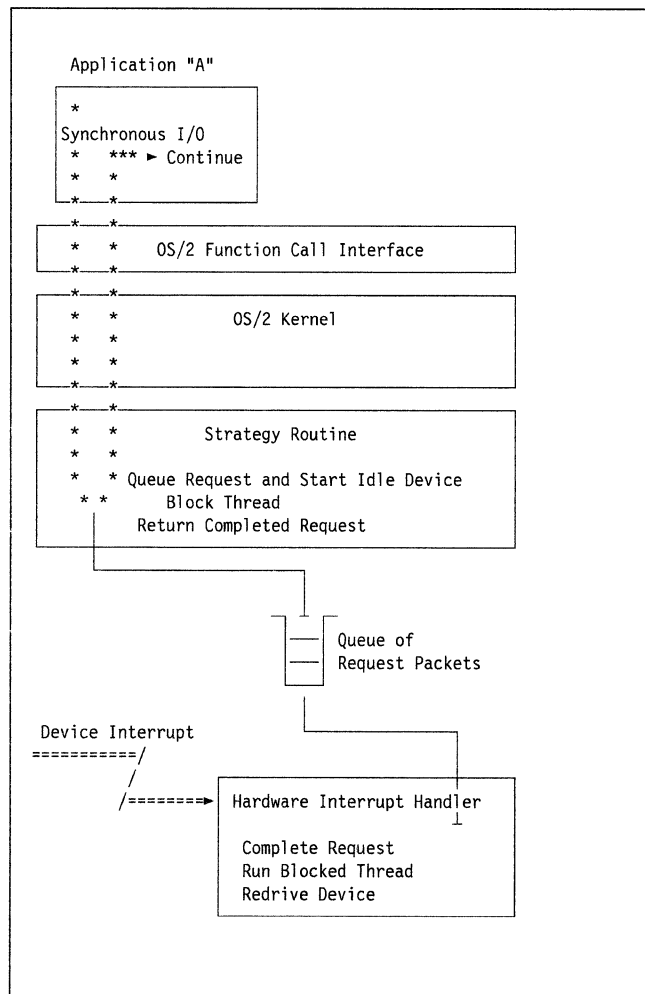 Application "A"
*
Synchronous I/O
*   *** ► Continue
*   *
*   *
*   *
*   *   OS/2 Function Call Interface
*   *
*   *
*   *   OS/2 Kernel
*   *
*   *
*   *
*   *
*   *   Strategy Routine
*   *
*   * Queue Request and Start Idle Device
* *   Block Thread
Return Completed Request
Queue of
Request Packets
Device Interrupt
===========/
/
/========► Hardware Interrupt Handler
Complete Request
Run Blocked Thread
Redrive Device